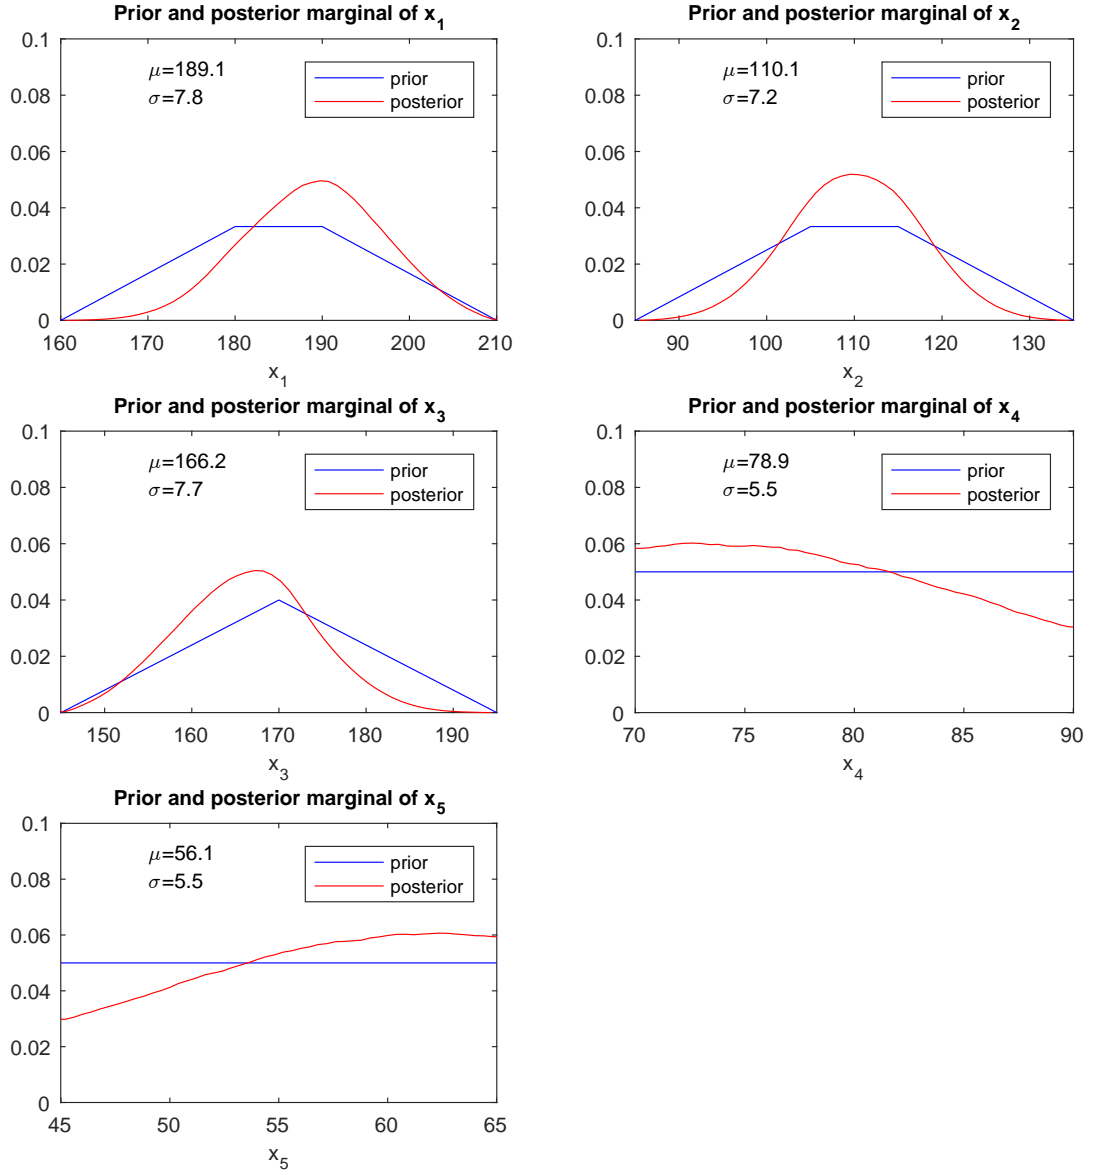 Prior and posterior marginal of x1
0.1
0.08
0.06
0.04
0.02
0
μ=189.1
σ=7.8
prior
posterior
160 170 180 190 200 210
x1
Prior and posterior marginal of x2
0.1
0.08
0.06
0.04
0.02
0
μ=110.1
σ=7.2
prior
posterior
90 100 110 120 130
x2
Prior and posterior marginal of x3
0.1
0.08
0.06
0.04
0.02
0
μ=166.2
σ=7.7
prior
posterior
150 160 170 180 190
x3
Prior and posterior marginal of x4
0.1
0.08
0.06
0.04
0.02
0
μ=78.9
σ=5.5
prior
posterior
70 75 80 85 90
x4
Prior and posterior marginal of x5
0.1
0.08
0.06
0.04
0.02
0
μ=56.1
σ=5.5
prior
posterior
45 50 55 60 65
x5